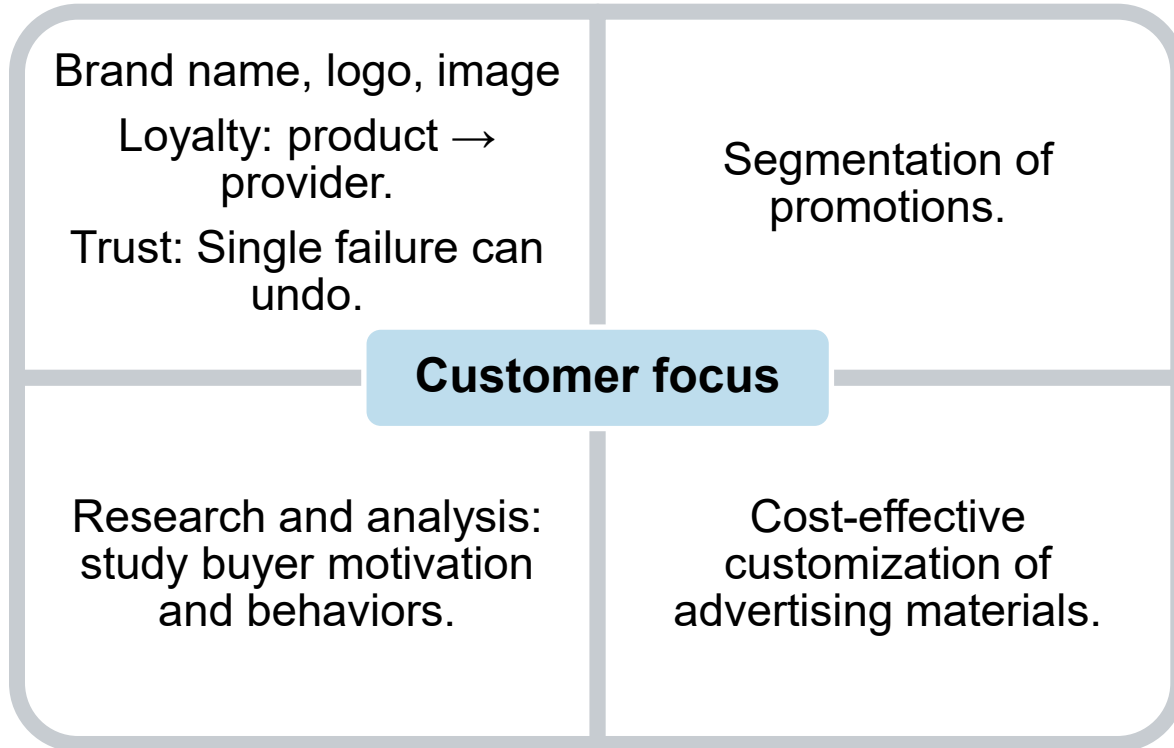 Brand name, logo, image
Loyalty: product →
provider.
Trust: Single failure can
undo.
Segmentation of
promotions.
Customer focus
Research and analysis:
study buyer motivation
and behaviors.
Cost-effective
customization of
advertising materials.